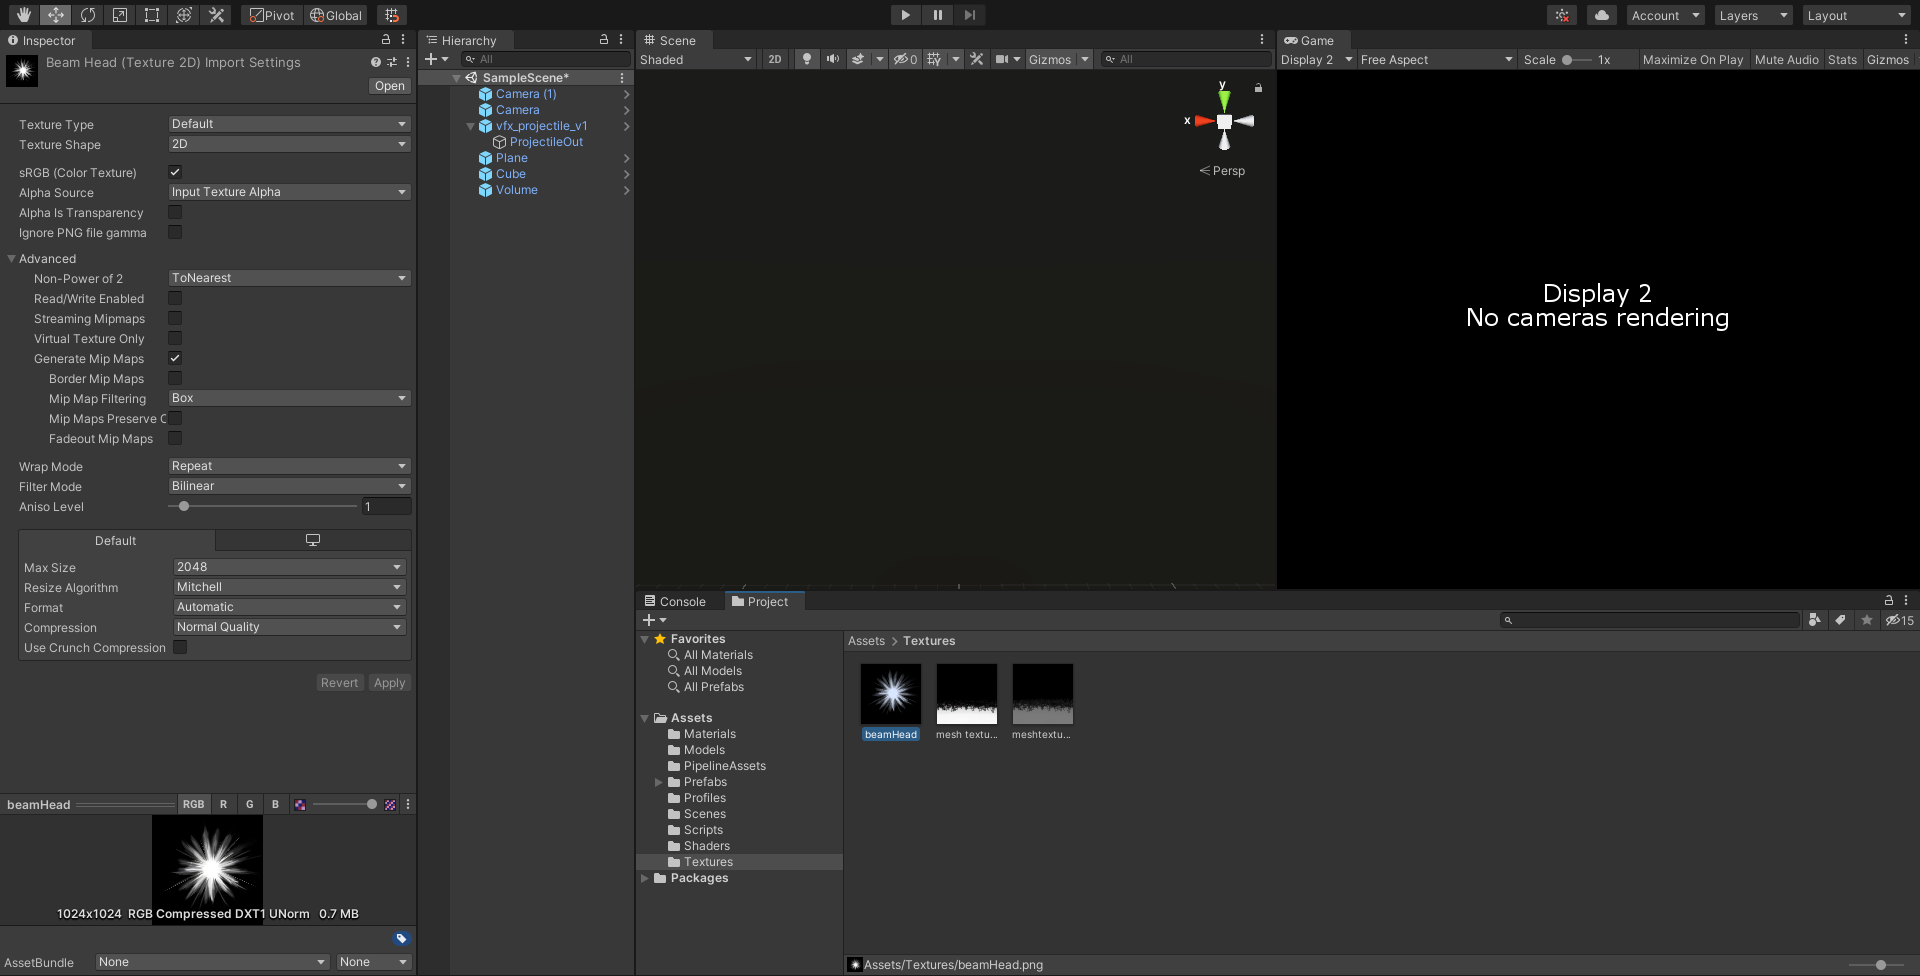 Pivot Global Account Layers Layout
Inspector
Beam Head (Texture 2D) Import Settings
Open
Texture Type Default
Texture Shape 2D
sRGB (Color Texture)
Alpha Source Input Texture Alpha
Alpha Is Transparency
Ignore PNG file gamma
Advanced
Non-Power of 2 ToNearest
Read/Write Enabled
Streaming Mipmaps
Virtual Texture Only
Generate Mip Maps
Border Mip Maps
Mip Map Filtering Box
Mip Maps Preserve C
Fadeout Mip Maps
Wrap Mode Repeat
Filter Mode Bilinear
Aniso Level 1
Default
Max Size 2048
Resize Algorithm Mitchell
Format Automatic
Compression Normal Quality
Use Crunch Compression
Revert Apply
beamHead RGB R G B
1024x1024 RGB Compressed DXT1 UNorm 0.7 MB
AssetBundle None None
Hierarchy
All
SampleScene*
Camera (1)
Camera
vfx_projectile_v1
ProjectileOut
Plane
Cube
Volume
Scene
Shaded 2D 0 Gizmos All
y
x
Persp
Game
Display 2 Free Aspect Scale 1x Maximize On Play Mute Audio Stats Gizmos
Display 2
No cameras rendering
Console Project
15
Favorites
All Materials
All Models
All Prefabs
Assets
Materials
Models
PipelineAssets
Prefabs
Profiles
Scenes
Scripts
Shaders
Textures
Packages
Assets > Textures
beamHead mesh textu... meshtextu...
Assets/Textures/beamHead.png